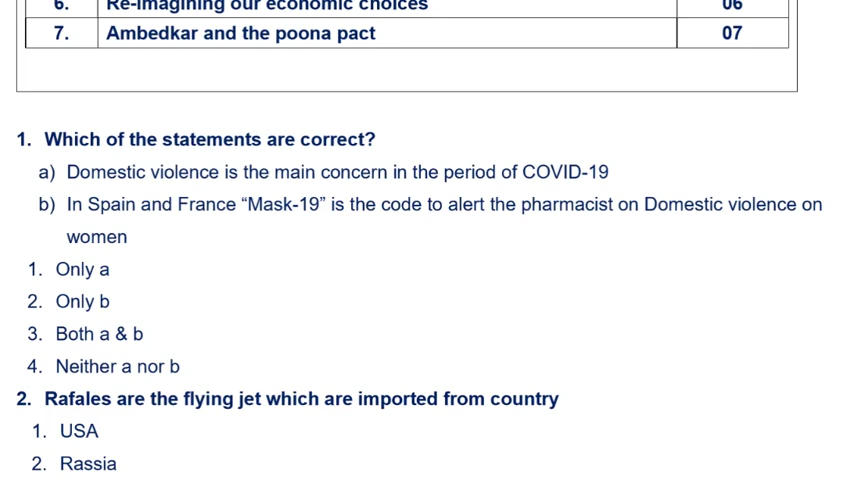 6. Re-imagining our economic choices 06
7. Ambedkar and the poona pact 07
1. Which of the statements are correct?
a) Domestic violence is the main concern in the period of COVID-19
b) In Spain and France “Mask-19” is the code to alert the pharmacist on Domestic violence on
women
1. Only a
2. Only b
3. Both a & b
4. Neither a nor b
2. Rafales are the flying jet which are imported from country
1. USA
2. Rassia